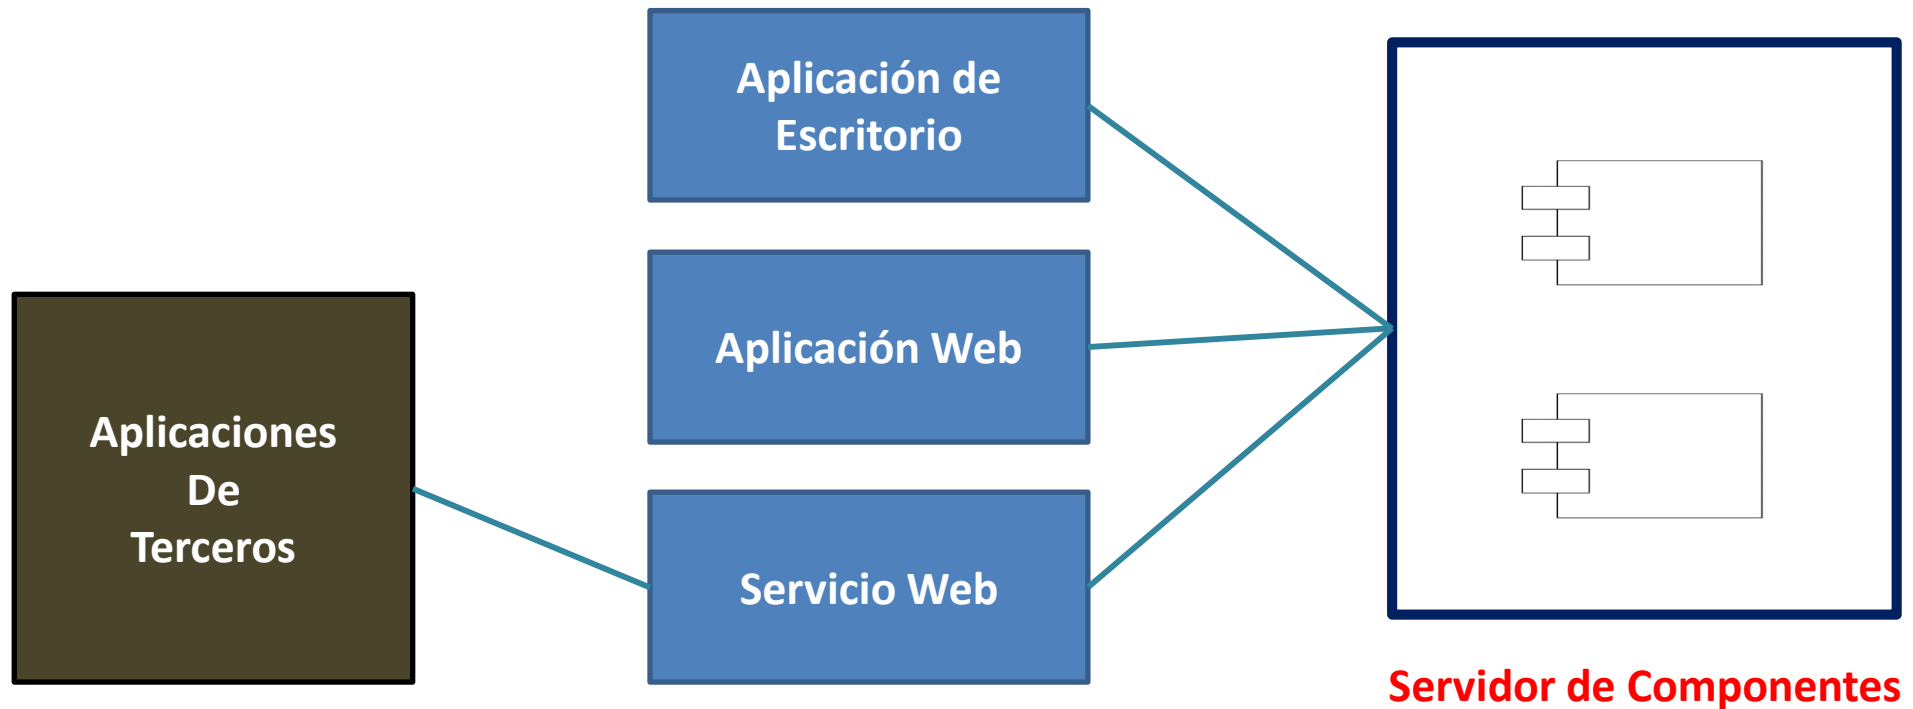 Aplicación de
Escritorio
Aplicación Web
Aplicaciones
De
Terceros
Servicio Web
Servidor de Componentes